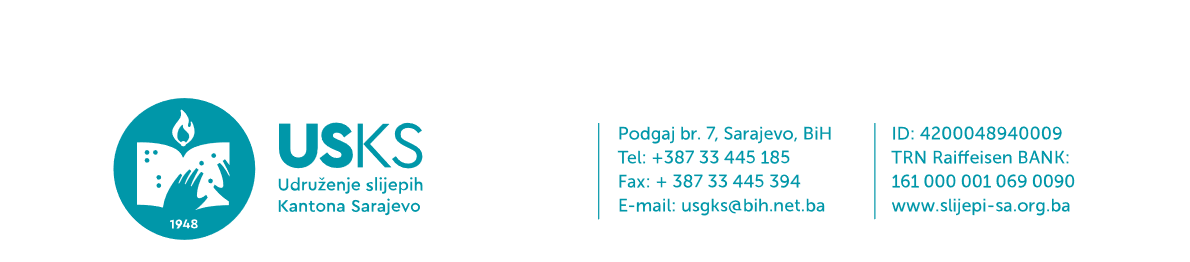 1948
USKS
Udruženje slijepih
Kantona Sarajevo
Podgaj br. 7, Sarajevo, BiH
Tel: +387 33 445 185
Fax: + 387 33 445 394
E-mail: usgks@bih.net.ba
ID: 4200048940009
TRN Raiffeisen BANK:
161 000 001 069 0090
www.slijepi-sa.org.ba